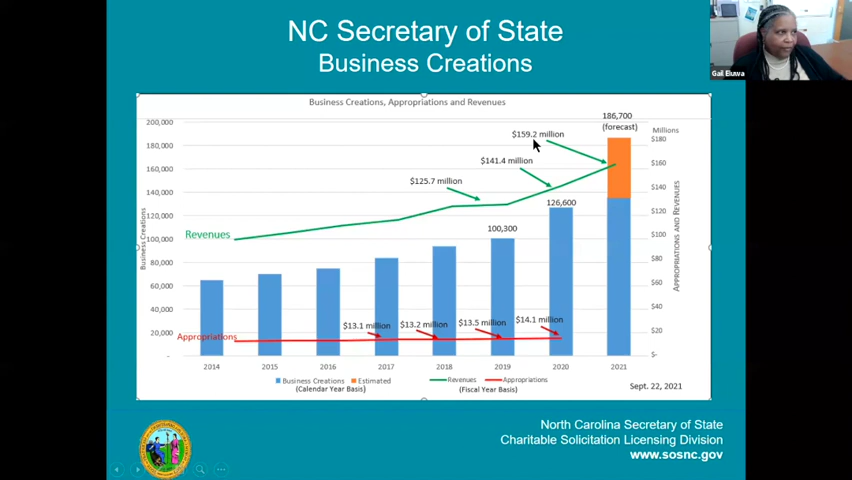 NC Secretary of State
Business Creations
Gail Eluwa
Business Creations, Appropriations and Revenues
200,000
180,000
160,000
140,000
120,000
100,000
80,000
60,000
40,000
20,000
-
Business Creations
186,700
(forecast)
Millions
$180
$160
$140
$120
$100
$80
$60
$40
$20
$-
APPROPRIATIONS AND REVENUES
$159.2 million
$141.4 million
$125.7 million
126,600
100,300
Revenues
$13.1 million
$13.2 million
$13.5 million
$14.1 million
Appropriations
2014 2015 2016 2017 2018 2019 2020 2021
Business Creations Estimated
(Calendar Year Basis)
Revenues Appropriations
(Fiscal Year Basis)
Sept. 22, 2021
North Carolina Secretary of State
Charitable Solicitation Licensing Division
www.sosnc.gov